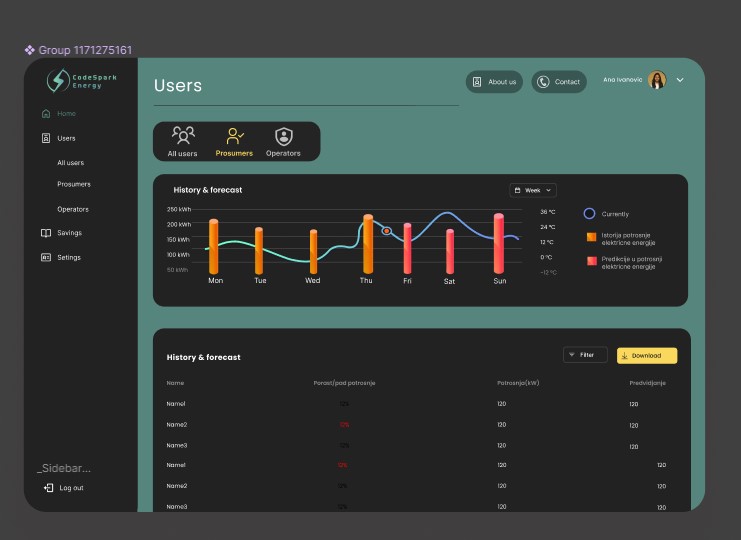 Group 1171275161
CodeSpark
Energy
Home
Users
All users
Prosumers
Operators
Savings
Setings
_Sidebar...
Log out
Users
About us
Contact
Ana Ivanovic
All users
Prosumers
Operators
History & forecast
Week
250 kWh
200 kWh
150 kWh
100 kWh
50 kWh
36 °C
24 °C
12 °C
0 °C
-12 °C
Mon
Tue
Wed
Thu
Fri
Sat
Sun
Currently
Istorija potrosnje
elektricne energije
Predikcije u potrosnji
elektricne energije
History & forecast
Filter
Download
Name
Porast/pad potrosnje
Potrosnja(kW)
Predvidjanje
Name1 12% 120 120
Name2 12% 120 120
Name3 12% 120 120
Name1 12% 120 120
Name2 12% 120 120
Name3 12% 120 120